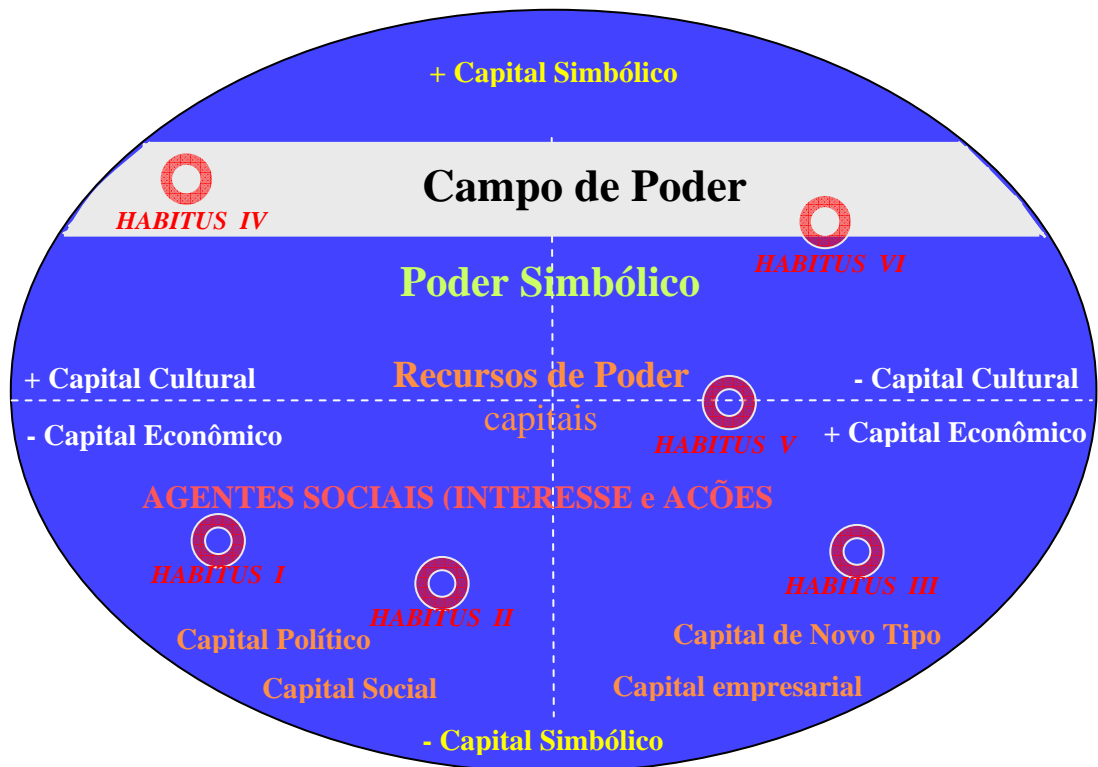 + Capital Simbólico
Campo de Poder
HABITUS IV
HABITUS VI
Poder Simbólico
Recursos de Poder
+ Capital Cultural
- Capital Cultural
capitais
- Capital Econômico
+ Capital Econômico
HABITUS V
AGENTES SOCIAIS (INTERESSE e ACÕES
HABITUS I
HABITUS III
HABITUS II
Capital Político
Capital de Novo Tipo
Capital Social
Capital empresarial
- Capital Simbólico